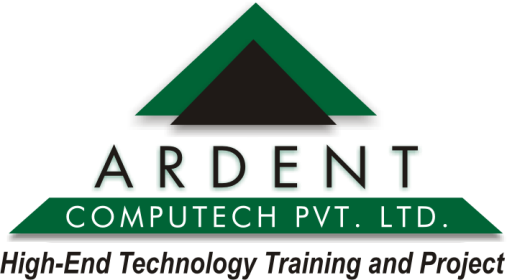 ARDENT
COMPUTECH PVT. LTD.
High-End Technology Training and Project